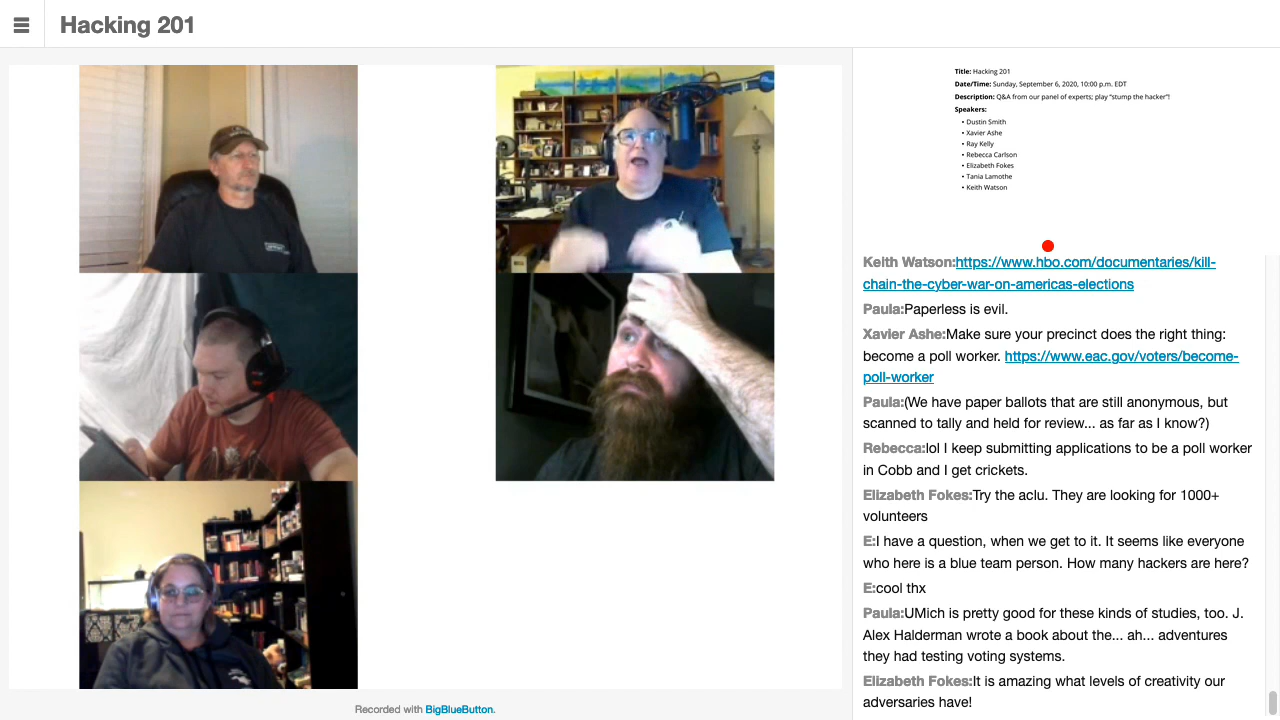 Hacking 201
Title: Hacking 201
Date/Time: Sunday, September 6, 2020, 10:00 p.m. EDT
Description: Q&A from our panel of experts; play "stump the hacker"!
Speakers:
• Dustin Smith
• Xavier Ashe
• Ray Kelly
• Rebecca Carlson
• Elizabeth Fokes
• Tania Lamothe
• Keith Watson
Keith Watson:https://www.hbo.com/documentaries/kill-
chain-the-cyber-war-on-americas-elections
Paula:Paperless is evil.
Xavier Ashe:Make sure your precinct does the right thing:
become a poll worker. https://www.eac.gov/voters/become-
poll-worker
Paula:(We have paper ballots that are still anonymous, but
scanned to tally and held for review... as far as I know?)
Rebecca:lol I keep submitting applications to be a poll worker
in Cobb and I get crickets.
Elizabeth Fokes:Try the aclu. They are looking for 1000+
volunteers
E:I have a question, when we get to it. It seems like everyone
who here is a blue team person. How many hackers are here?
E:cool thx
Paula:UMich is pretty good for these kinds of studies, too. J.
Alex Halderman wrote a book about the... ah... adventures
they had testing voting systems.
Elizabeth Fokes:It is amazing what levels of creativity our
adversaries have!
Recorded with BigBlueButton.